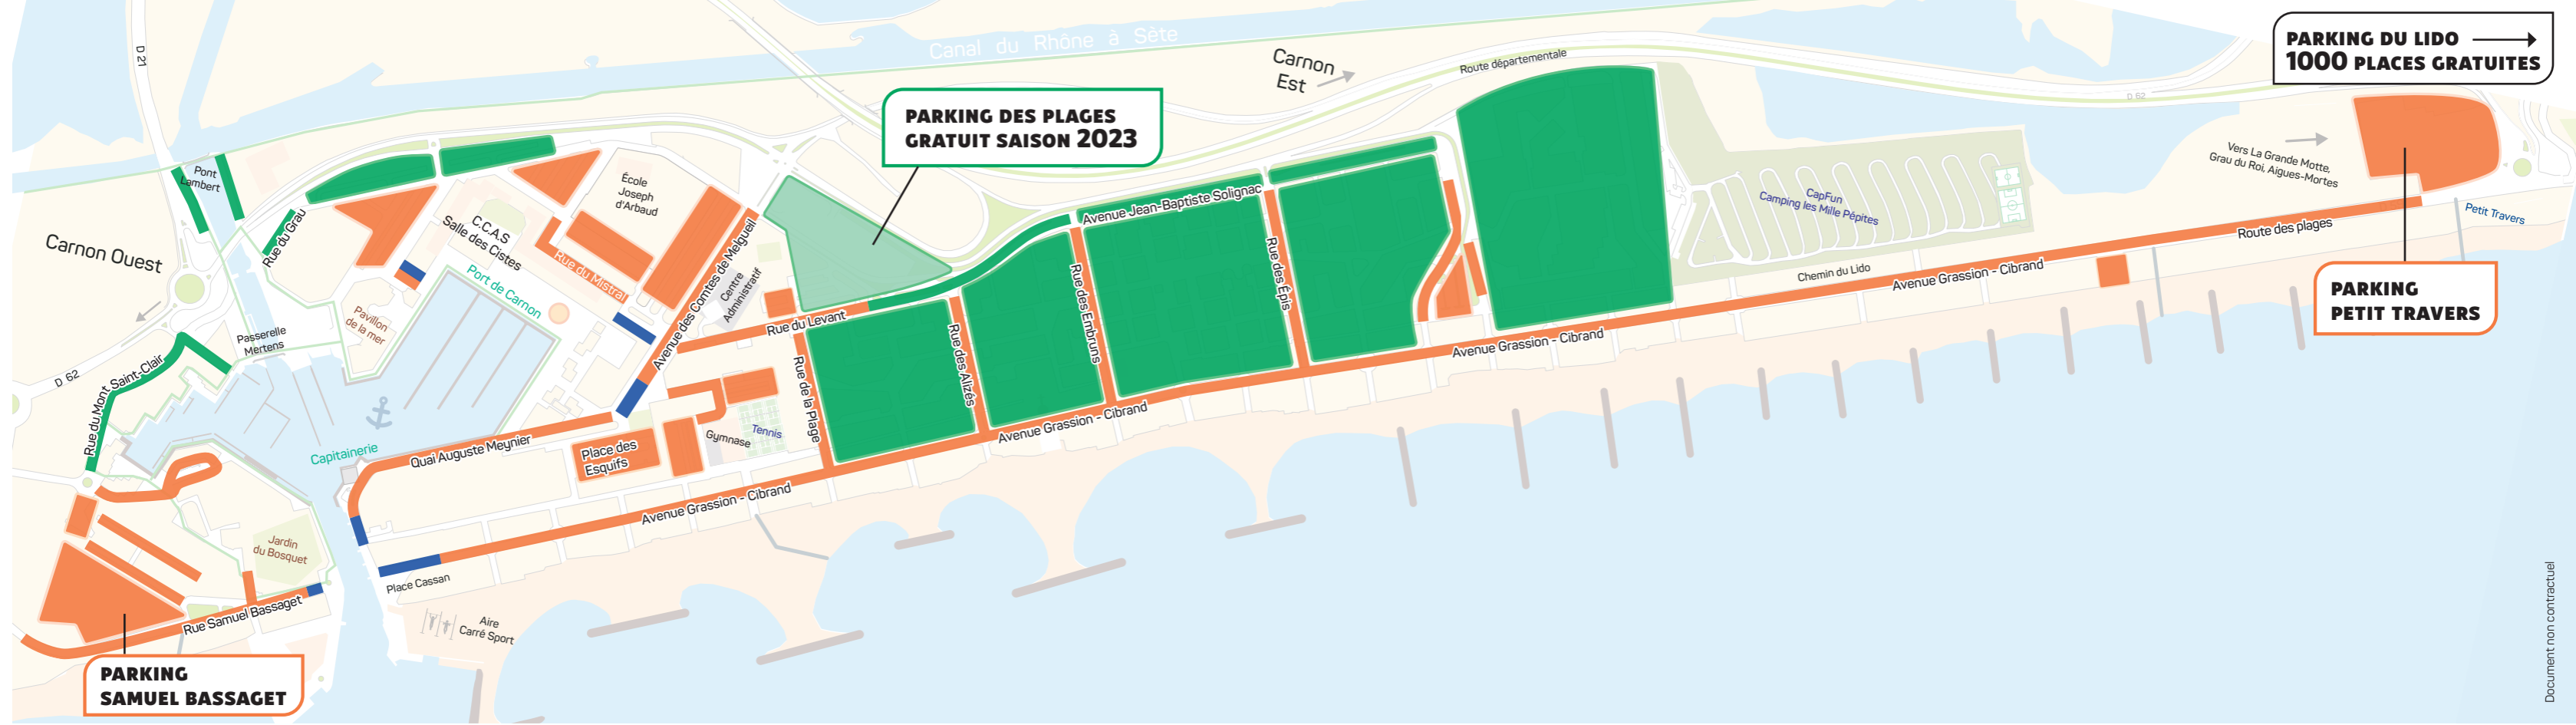 D 21
Canal du Rhône à Sète
Carnon
Est
Route départementale
PARKING DU LIDO
1000 PLACES GRATUITES
D 62
PARKING DES PLAGES
GRATUIT SAISON 2023
Pont
Lambert
École
Joseph
d'Arbaud
Vers La Grande Motte,
Grau du Roi, Aigues-Mortes
CapFun
Camping les Mille Pépites
Petit Travers
Route des plages
Carnon Ouest
Rue du Grau
C.C.A.S
Salle des Cistes
Rue du Mistral
Port de Carnon
Avenue des Comtes de Melgueil
Centre
Administratif
Avenue Jean-Baptiste Solignac
Rue des Embruns
Rue des Épis
Chemin du Lido
Avenue Grassion - Cibrand
PARKING
PETIT TRAVERS
Pavillon
de la mer
Passerelle
Mertens
Rue du Levant
Rue de la Plage
Rue des Alizés
Avenue Grassion - Cibrand
D 62
Rue du Mont Saint-Clair
Avenue Grassion - Cibrand
Capitainerie
Quai Auguste Meynier
Place des
Esquifs
Gymnase
Tennis
Avenue Grassion - Cibrand
Jardin
du Bosquet
Place Cassan
Rue Samuel Bassaget
Aire
Carré Sport
PARKING
SAMUEL BASSAGET
Document non contractuel